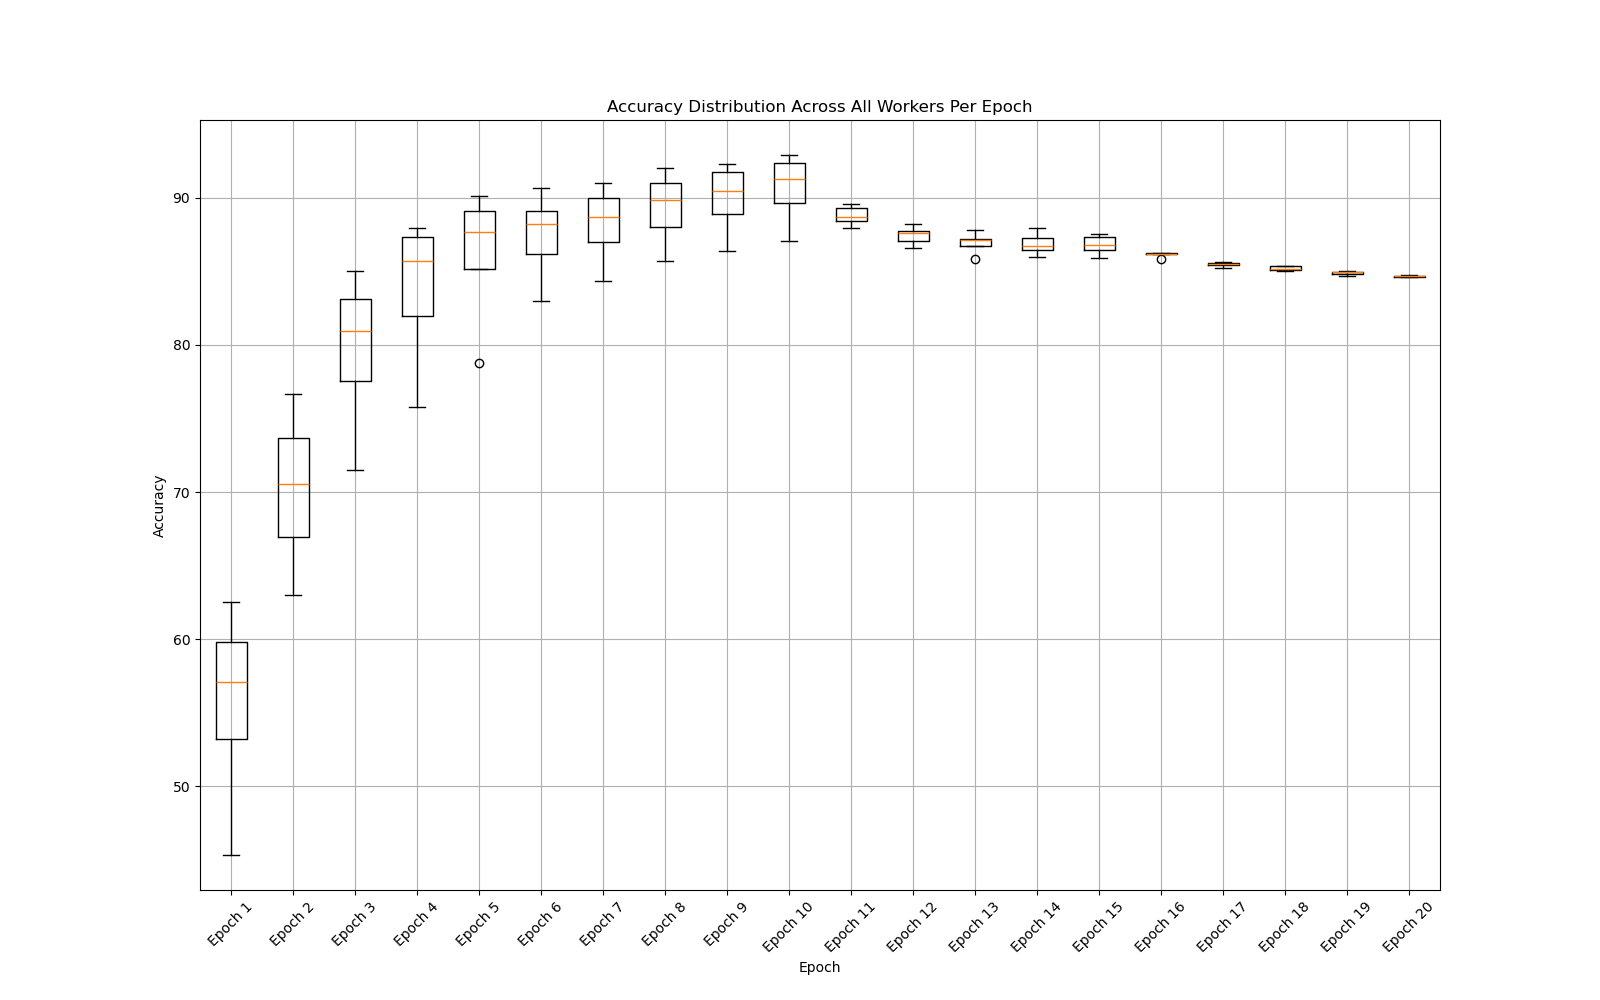 Accuracy Distribution Across All Workers Per Epoch
Accuracy
90
80
70
60
50
Epoch 1
Epoch 2
Epoch 3
Epoch 4
Epoch 5
Epoch 6
Epoch 7
Epoch 8
Epoch 9
Epoch 10
Epoch 11
Epoch 12
Epoch 13
Epoch 14
Epoch 15
Epoch 16
Epoch 17
Epoch 18
Epoch 19
Epoch 20
Epoch